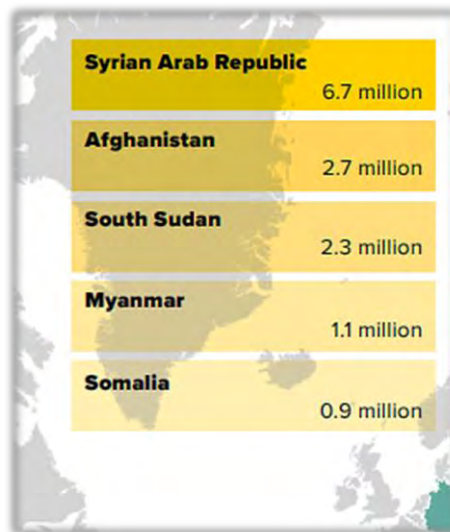 Syrian Arab Republic
6.7 million
Afghanistan
2.7 million
South Sudan
2.3 million
Myanmar
1.1 million
Somalia
0.9 million